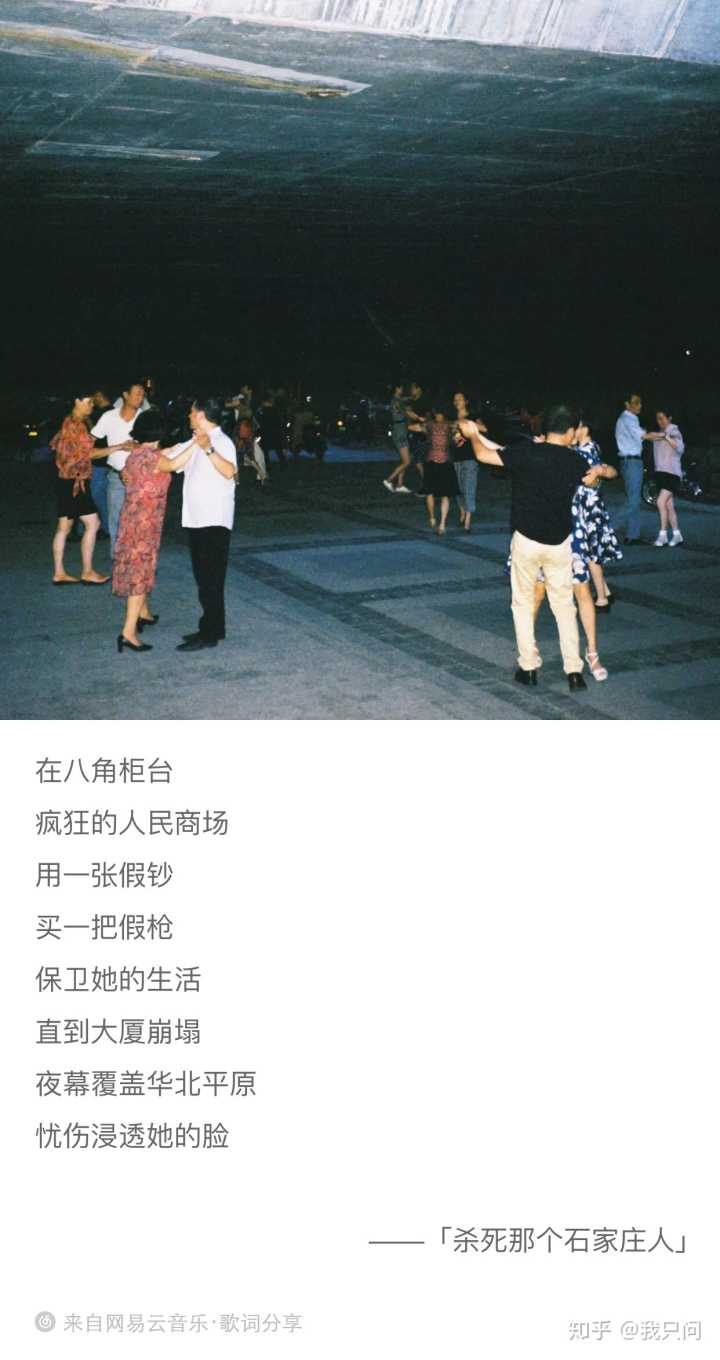 在八角柜台
疯狂的人民商场
用一张假钞
买一把假枪
保卫她的生活
直到大厦崩塌
夜幕覆盖华北平原
忧伤浸透她的脸
——「杀死那个石家庄人」
来自网易云音乐·歌词分享
知乎 @我只问